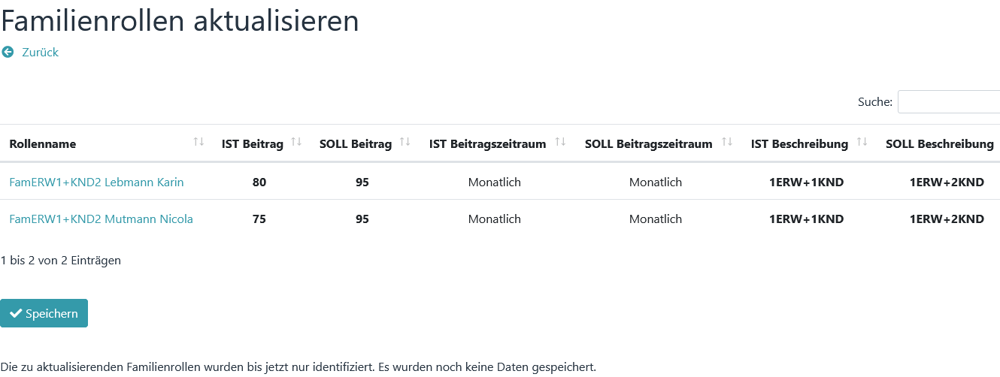 Familienrollen aktualisieren
Zurück
Suche:
Rollenname IST Beitrag SOLL Beitrag IST Beitragszeitraum SOLL Beitragszeitraum IST Beschreibung SOLL Beschreibung
FamERW1+KND2 Lebmann Karin 80 95 Monatlich Monatlich 1ERW+1KND 1ERW+2KND
FamERW1+KND2 Mutmann Nicola 75 95 Monatlich Monatlich 1ERW+1KND 1ERW+2KND
1 bis 2 von 2 Einträgen
Speichern
Die zu aktualisierenden Familienrollen wurden bis jetzt nur identifiziert. Es wurden noch keine Daten gespeichert.